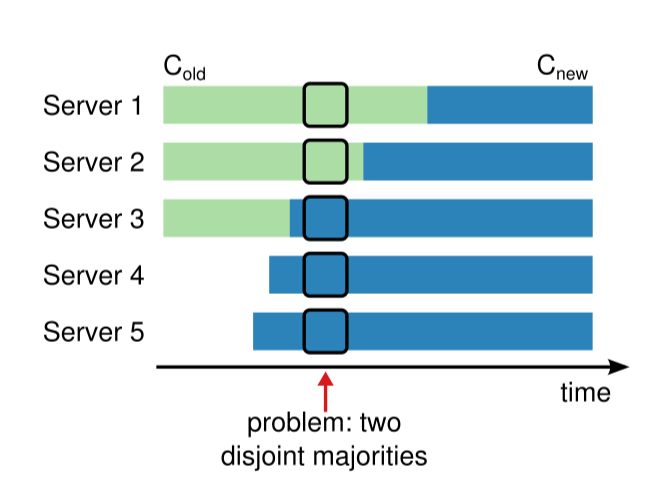 C_old C_new
Server 1
Server 2
Server 3
Server 4
Server 5
time
problem: two
disjoint majorities